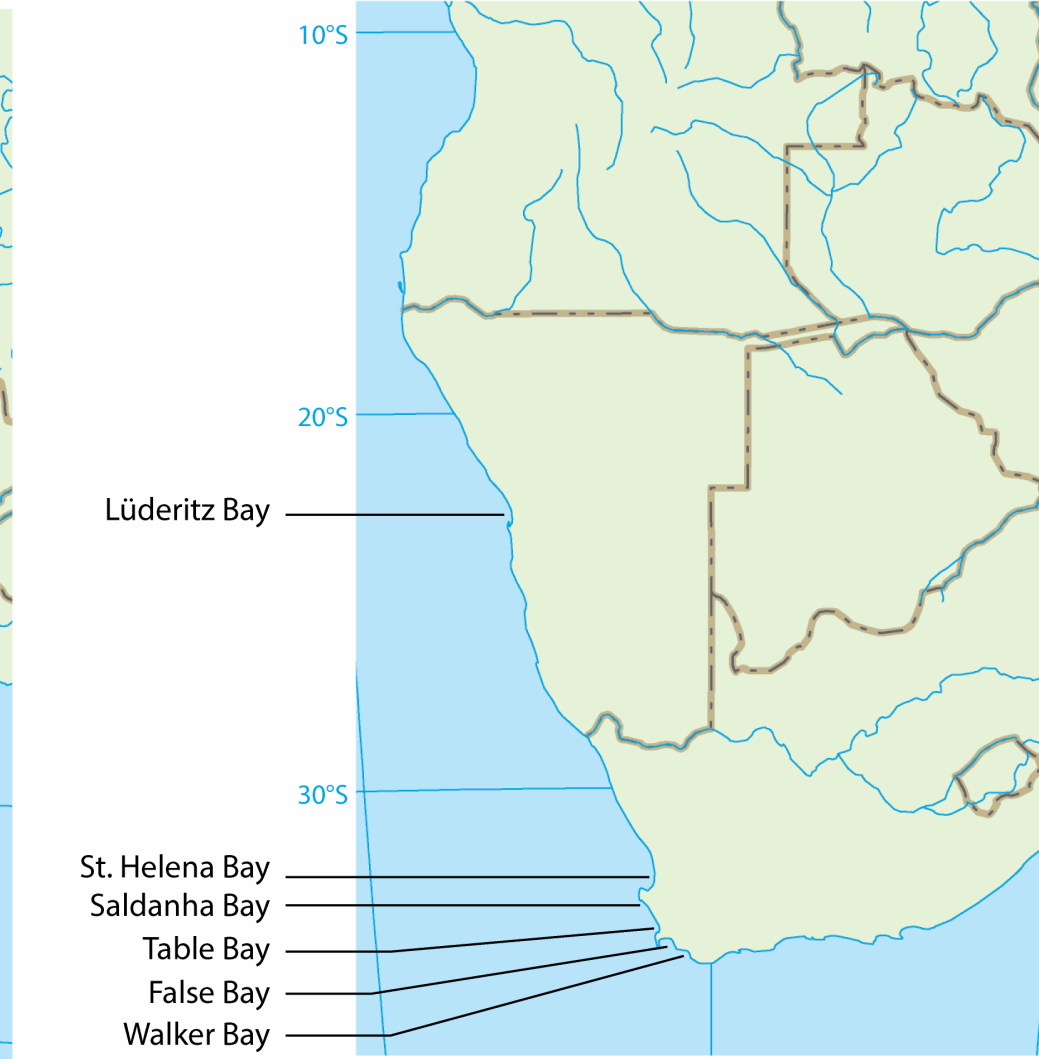 10°S
20°S
Lüderitz Bay
30°S
St. Helena Bay
Saldanha Bay
Table Bay
False Bay
Walker Bay